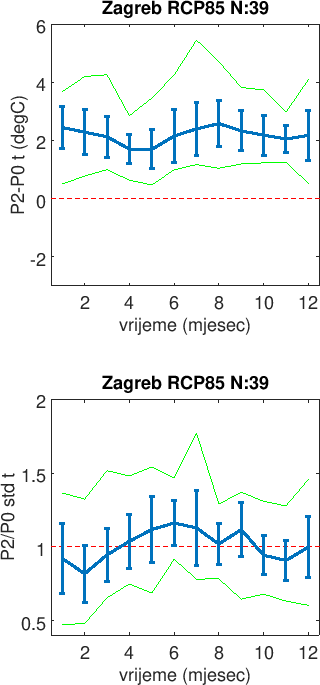 Zagreb RCP85 N:39
6
4
2
0
-2
P2-P0 t (degC)
2 4 6 8 10 12
vrijeme (mjesec)
Zagreb RCP85 N:39
2
1.5
1
0.5
P2/P0 std t
2 4 6 8 10 12
vrijeme (mjesec)